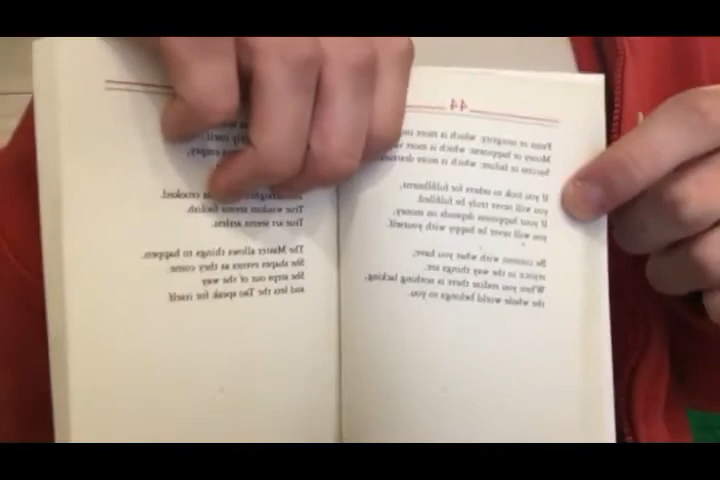 44
Fame or integrity: which is more
Money or happiness: which is more
Success or failure: which is more
If you look to others for fulfillment,
you will never truly be fulfilled.
If your happiness depends on money,
you will never be happy with yourself.
Be content with what you have;
rejoice in the way things are.
When you realize there is nothing lacking,
the whole world belongs to you.
itself
empty,
crooked.
True wisdom seems foolish.
True art seems artless.
The Master allows things to happen.
She shapes events as they come.
She steps out of the way
and lets the Tao speak for itself.